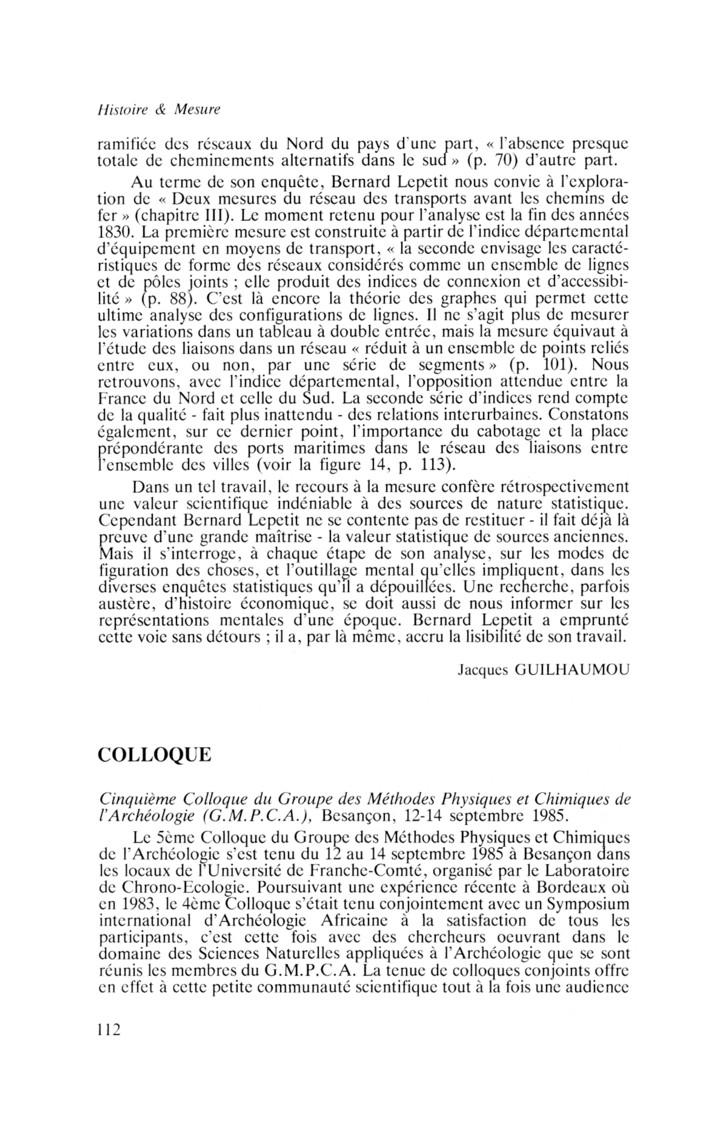 Histoire & Mesure
ramifiée des réseaux du Nord du pays d'une part, « l'absence presque
totale de cheminements alternatifs dans le sud » (p. 70) d'autre part.
Au terme de son enquête, Bernard Lepetit nous convie à l'explora-
tion de « Deux mesures du réseau des transports avant les chemins de
fer » (chapitre III). Le moment retenu pour l'analyse est la fin des années
1830. La première mesure est construite à partir de l'indice départemental
d'équipement en moyens de transport, « la seconde envisage les caracté-
ristiques de forme des réseaux considérés comme un ensemble de lignes
et de pôles joints ; elle produit des indices de connexion et d'accessibi-
lité » (p. 88). C'est là encore la théorie des graphes qui permet cette
ultime analyse des configurations de lignes. Il ne s'agit plus de mesurer
les variations dans un tableau à double entrée, mais la mesure équivaut à
l'étude des liaisons dans un réseau « réduit à un ensemble de points reliés
entre eux, ou non, par une série de segments » (p. 101). Nous
retrouvons, avec l'indice départemental, l'opposition attendue entre la
France du Nord et celle du Sud. La seconde série d'indices rend compte
de la qualité - fait plus inattendu - des relations interurbaines. Constatons
également, sur ce dernier point, l'importance du cabotage et la place
prépondérante des ports maritimes dans le réseau des liaisons entre
l'ensemble des villes (voir la figure 14, p. 113).
Dans un tel travail, le recours à la mesure confère rétrospectivement
une valeur scientifique indéniable à des sources de nature statistique.
Cependant Bernard Lepetit ne se contente pas de restituer - il fait déjà là
preuve d'une grande maîtrise - la valeur statistique de sources anciennes.
Mais il s'interroge, à chaque étape de son analyse, sur les modes de
figuration des choses, et l'outillage mental qu'elles impliquent, dans les
diverses enquêtes statistiques qu'il a dépouillées. Une recherche, parfois
austère, d'histoire économique, se doit aussi de nous informer sur les
représentations mentales d'une époque. Bernard Lepetit a emprunté
cette voie sans détours ; il a, par là même, accru la lisibilité de son travail.
Jacques GUILHAUMOU
COLLOQUE
Cinquième Colloque du Groupe des Méthodes Physiques et Chimiques de
l'Archéologie (G.M.P.C.A.), Besançon, 12-14 septembre 1985.
Le 5ème Colloque du Groupe des Méthodes Physiques et Chimiques
de l'Archéologie s'est tenu du 12 au 14 septembre 1985 à Besançon dans
les locaux de l'Université de Franche-Comté, organisé par le Laboratoire
de Chrono-Ecologie. Poursuivant une expérience récente à Bordeaux où
en 1983, le 4ème Colloque s'était tenu conjointement avec un Symposium
international d'Archéologie Africaine à la satisfaction de tous les
participants, c'est cette fois avec des chercheurs oeuvrant dans le
domaine des Sciences Naturelles appliquées à l'Archéologie que se sont
réunis les membres du G.M.P.C.A. La tenue de colloques conjoints offre
en effet à cette petite communauté scientifique tout à la fois une audience
112